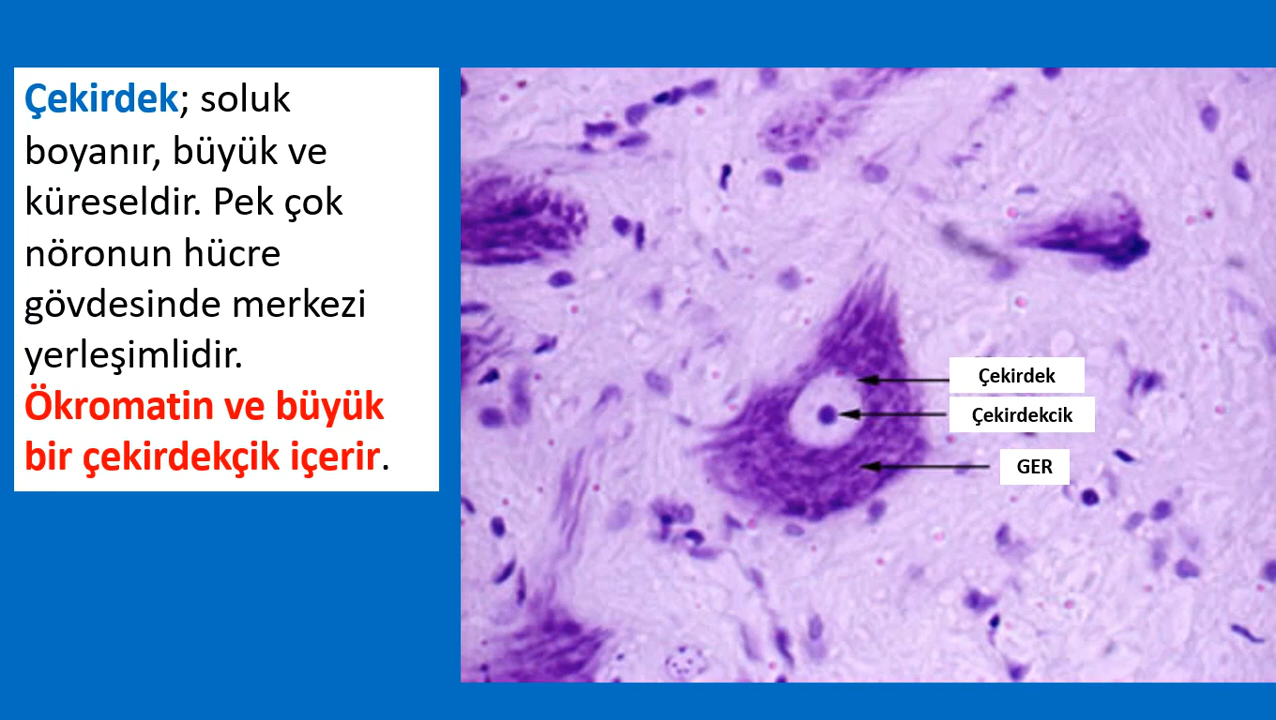 Çekirdek; soluk
boyanır, büyük ve
küreseldir. Pek çok
nöronun hücre
gövdesinde merkezi
yerleşimlidir.
Ökromatin ve büyük
bir çekirdekçik içerir.
Çekirdek
Çekirdekcik
GER